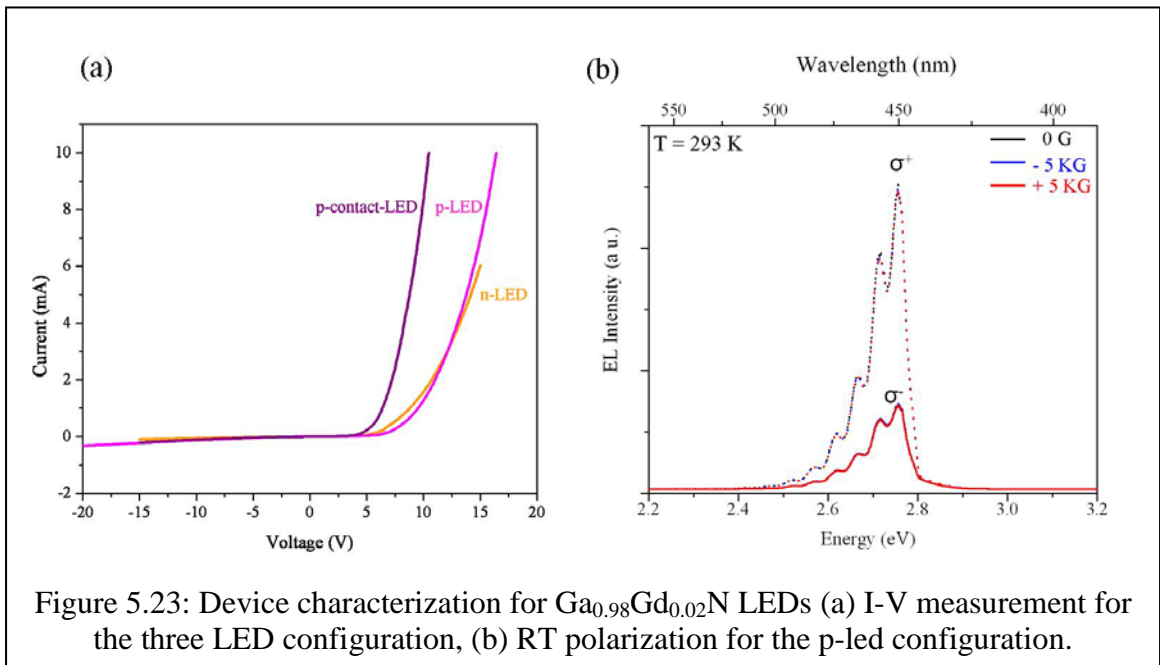 (a)
10
8
6
4
2
0
-2
-20 -15 -10 -5 0 5 10 15 20
Current (mA)
Voltage (V)
p-contact-LED
p-LED
n-LED
(b)
Wavelength (nm)
550 500 450 400
T = 293 K
0 G
- 5 KG
+ 5 KG
σ⁺
σ⁻
EL Intensity (a u.)
2.2 2.4 2.6 2.8 3.0 3.2
Energy (eV)
Figure 5.23: Device characterization for Ga₀.₉₈Gd₀.₀₂N LEDs (a) I-V measurement for
the three LED configuration, (b) RT polarization for the p-led configuration.